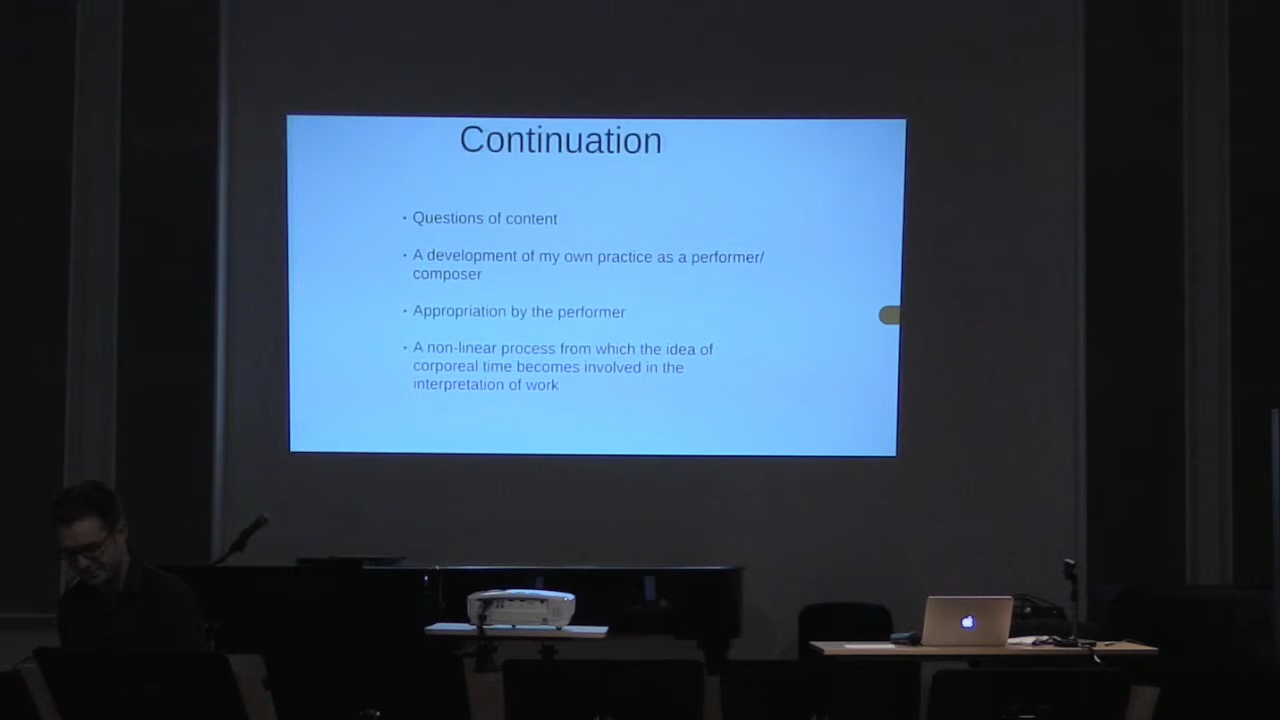 Continuation
· Questions of content
· A development of my own practice as a performer/
composer
· Appropriation by the performer
· A non-linear process from which the idea of
corporeal time becomes involved in the
interpretation of work